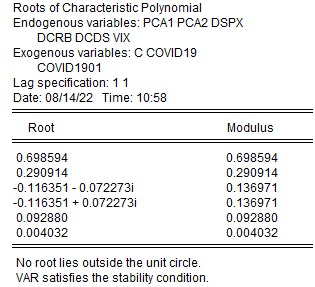 Roots of Characteristic Polynomial
Endogenous variables: PCA1 PCA2 DSPX
DCRB DCDS VIX
Exogenous variables: C COVID19
COVID1901
Lag specification: 1 1
Date: 08/14/22 Time: 10:58
Root Modulus
0.698594 0.698594
0.290914 0.290914
-0.116351 - 0.072273i 0.136971
-0.116351 + 0.072273i 0.136971
0.092880 0.092880
0.004032 0.004032
No root lies outside the unit circle.
VAR satisfies the stability condition.